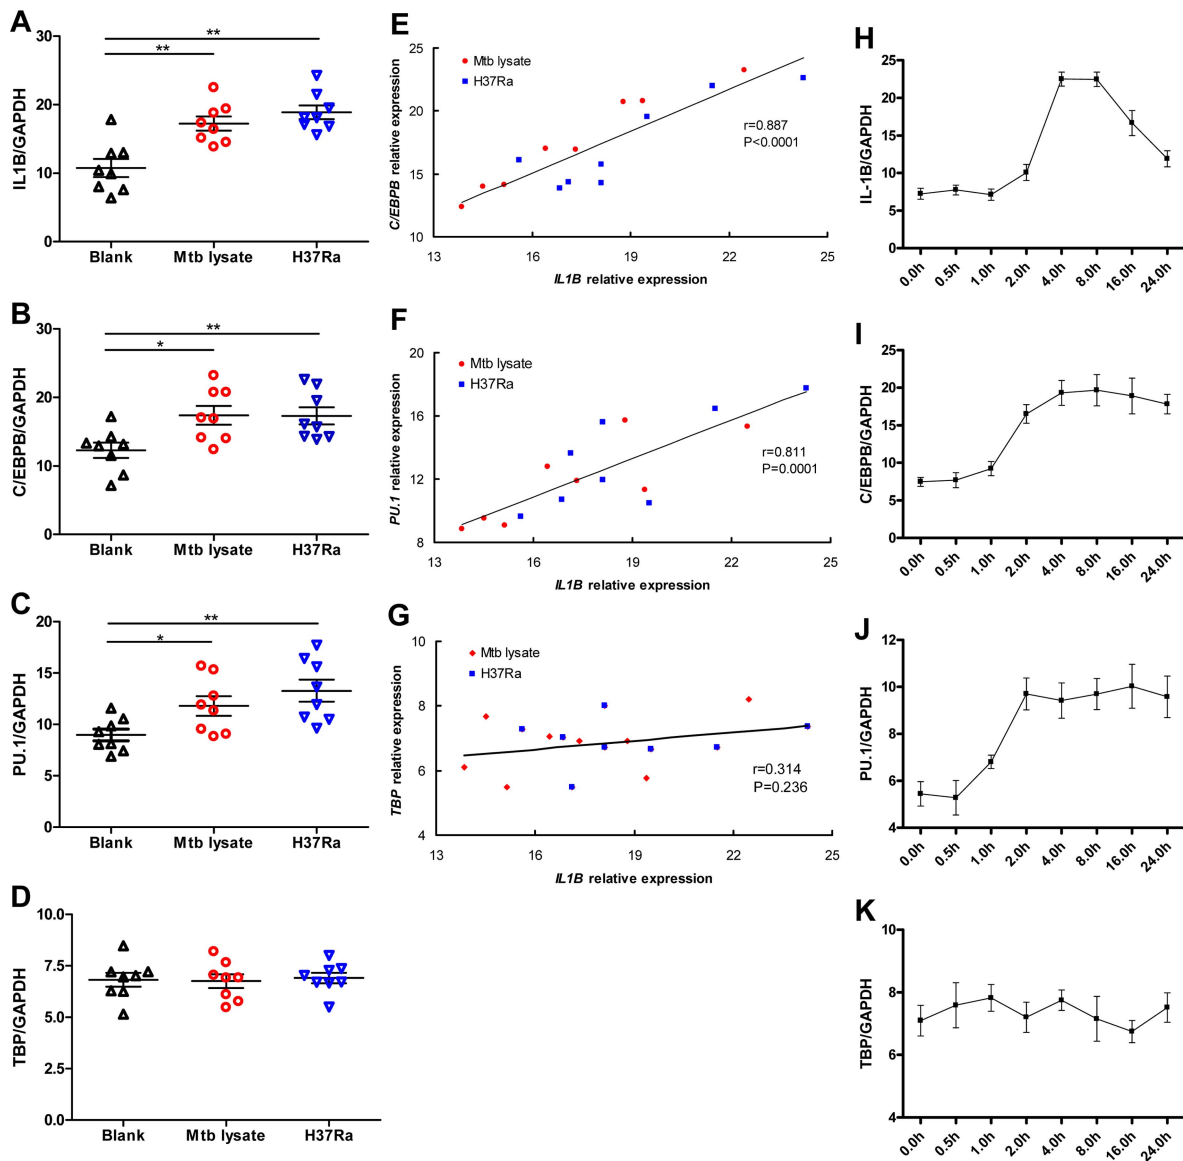 A
IL1B/GAPDH
30
20
10
0
**
**
Blank Mtb lysate H37Ra
B
C/EBPB/GAPDH
30
20
10
0
**
*
Blank Mtb lysate H37Ra
C
PU.1/GAPDH
20
15
10
5
0
**
*
Blank Mtb lysate H37Ra
D
TBP/GAPDH
10.0
7.5
5.0
2.5
0.0
Blank Mtb lysate H37Ra
E
C/EBPB relative expression
25
20
15
10
Mtb lysate
H37Ra
r=0.887
P<0.0001
13 16 19 22 25
IL1B relative expression
F
PU.1 relative expression
20
16
12
8
Mtb lysate
H37Ra
r=0.811
P=0.0001
13 16 19 22 25
IL1B relative expression
G
TBP relative expression
10
8
6
4
Mtb lysate
H37Ra
r=0.314
P=0.236
13 16 19 22 25
IL1B relative expression
H
IL-1B/GAPDH
25
20
15
10
5
0
0.0h 0.5h 1.0h 2.0h 4.0h 8.0h 16.0h 24.0h
I
C/EBPB/GAPDH
25
20
15
10
5
0
0.0h 0.5h 1.0h 2.0h 4.0h 8.0h 16.0h 24.0h
J
PU.1/GAPDH
12
10
8
6
4
0.0h 0.5h 1.0h 2.0h 4.0h 8.0h 16.0h 24.0h
K
TBP/GAPDH
10
8
6
4
0.0h 0.5h 1.0h 2.0h 4.0h 8.0h 16.0h 24.0h